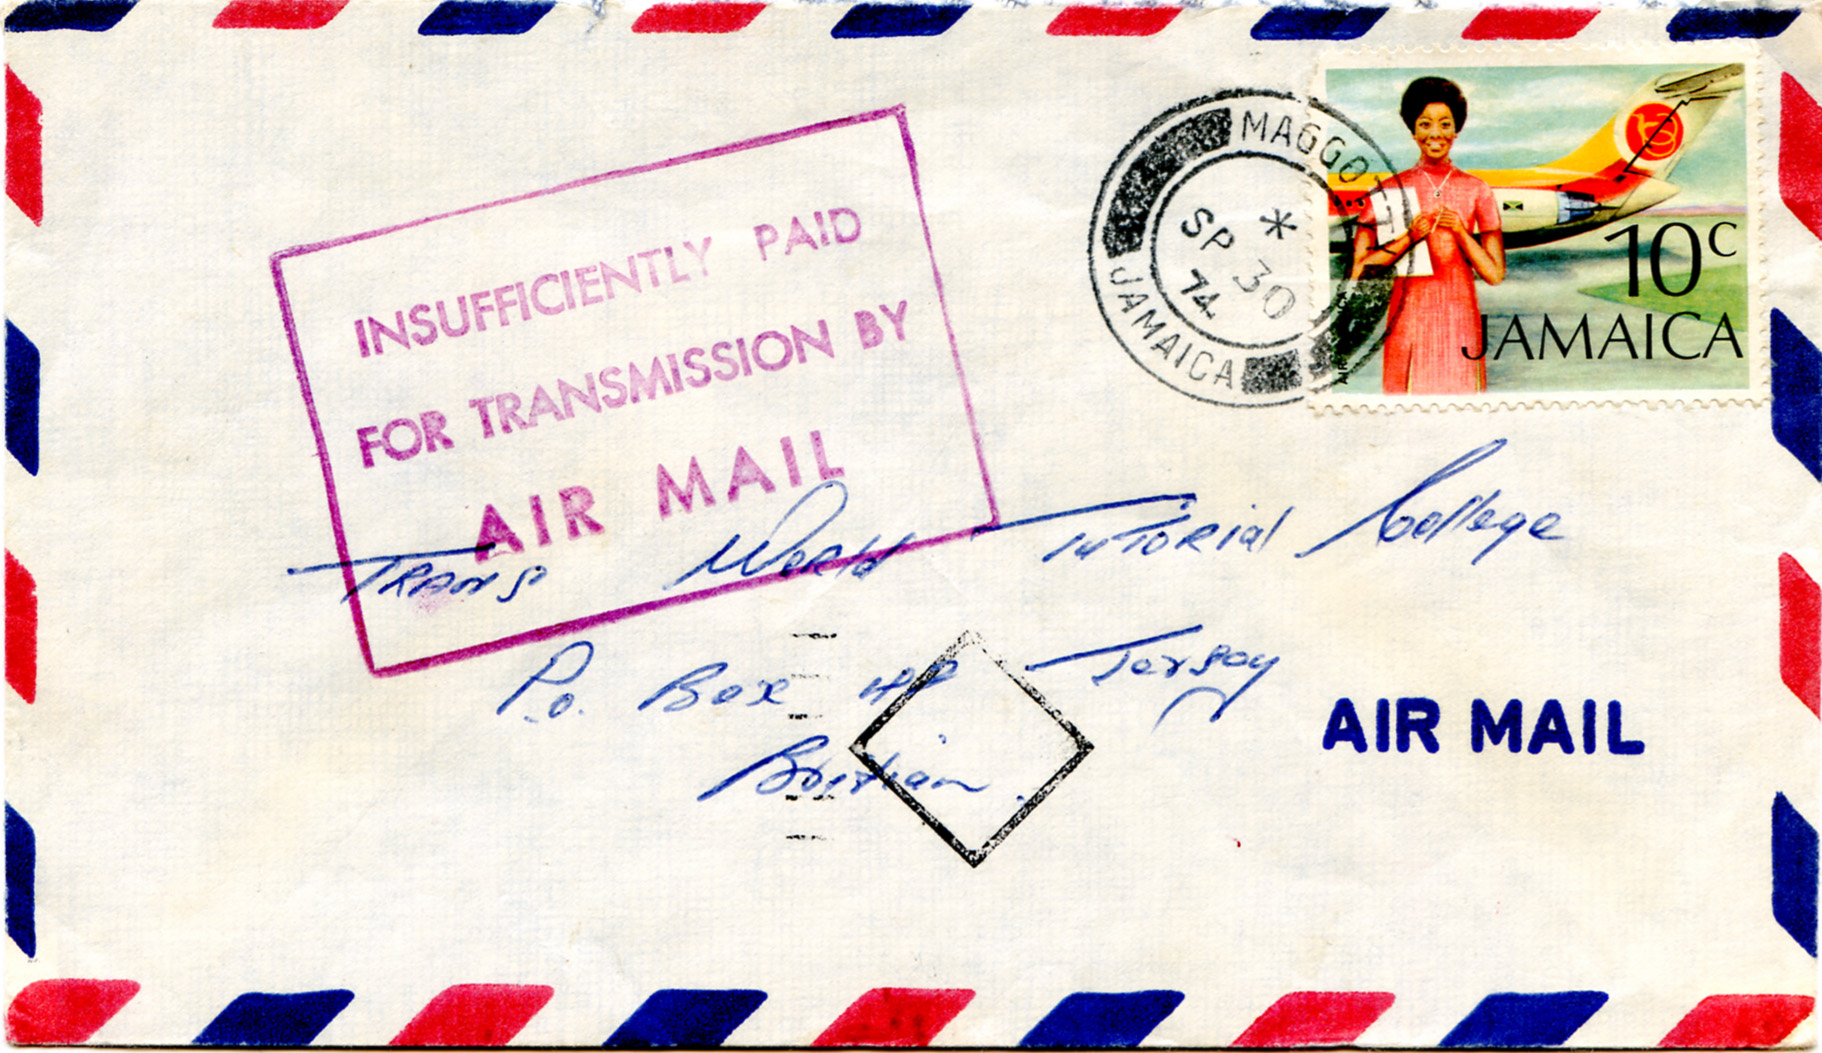 MAGGOTTY
JAMAICA
*
SP 30
74
10c
JAMAICA
INSUFFICIENTLY PAID
FOR TRANSMISSION BY
AIR MAIL
TRANS World TuTORial College
P.o. Box Jersey
AIR MAIL